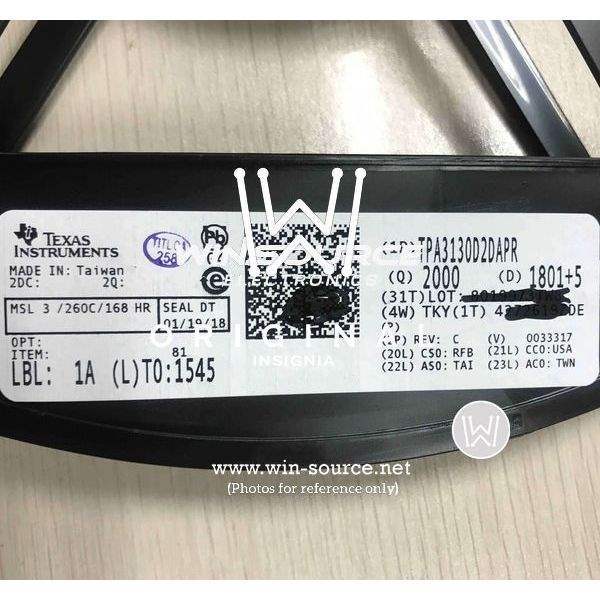 TEXAS
INSTRUMENTS
MADE IN: Taiwan
2DC: 2Q:
MSL 3 /260C/168 HR
SEAL DT
01/19/18
OPT:
ITEM: 81
LBL: 1A (L)TO:1545
TPA3130D2DAPR
(Q) 2000 (D) 1801+5
(31T)LOT:
(4W) TKY(1T)
(P) REV: C (V) 0033317
(20L) CSO: RFB (21L) CCO:USA
(22L) ASO: TAI (23L) ACO: TWN
WIN SOURCE
ELECTRONICS
ORIGINAL
INSIGNIA
www.win-source.net
(Photos for reference only)